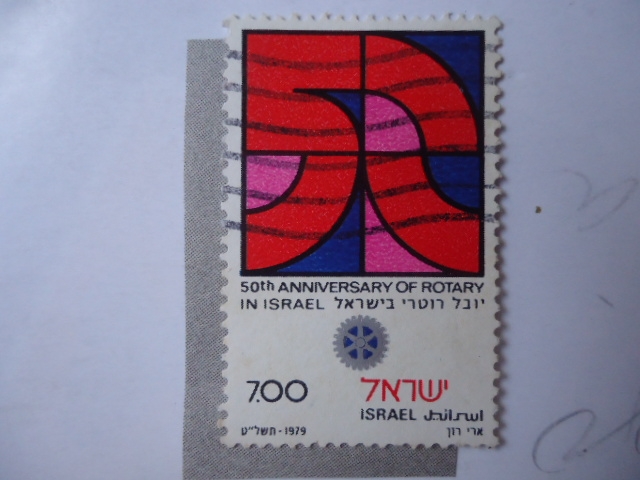 50th ANNIVERSARY OF ROTARY
IN ISRAEL יובל רוטרי בישראל
7.00 ישראל
ISRAEL اسرائيل
1979 - תשל"ט ארי רון